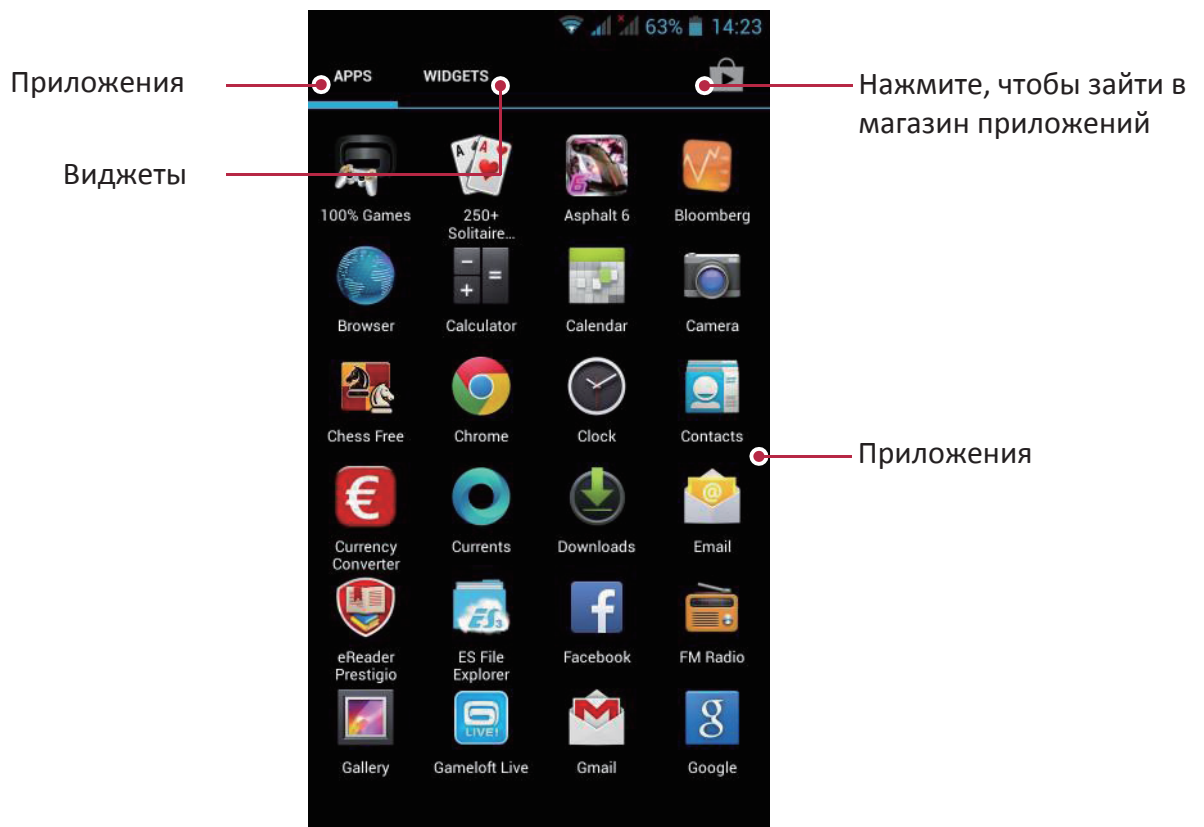 63% 14:23
APPS WIDGETS
Приложения
Нажмите, чтобы зайти в
магазин приложений
Виджеты
100% Games
250+
Solitaire...
Asphalt 6
Bloomberg
Browser
Calculator
Calendar
Camera
Chess Free
Chrome
Clock
Contacts
Приложения
Currency
Converter
Currents
Downloads
Email
eReader
Prestigio
ES File
Explorer
Facebook
FM Radio
LIVE!
Gallery
Gameloft Live
Gmail
Google